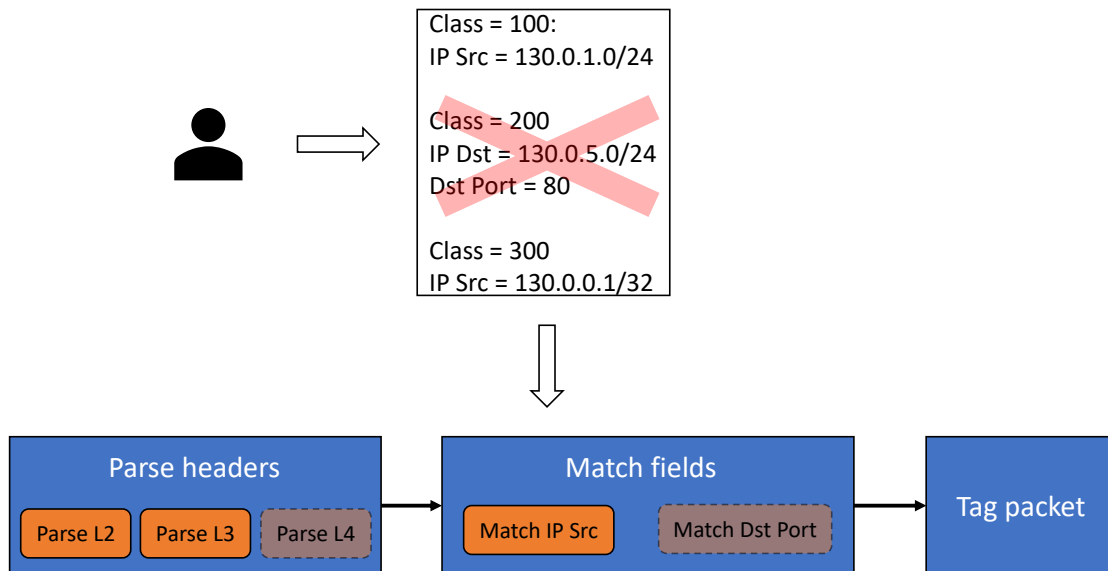 Class = 100:
IP Src = 130.0.1.0/24
Class = 200
IP Dst = 130.0.5.0/24
Dst Port = 80
Class = 300
IP Src = 130.0.0.1/32
Parse headers
Parse L2
Parse L3
Parse L4
Match fields
Match IP Src
Match Dst Port
Tag packet